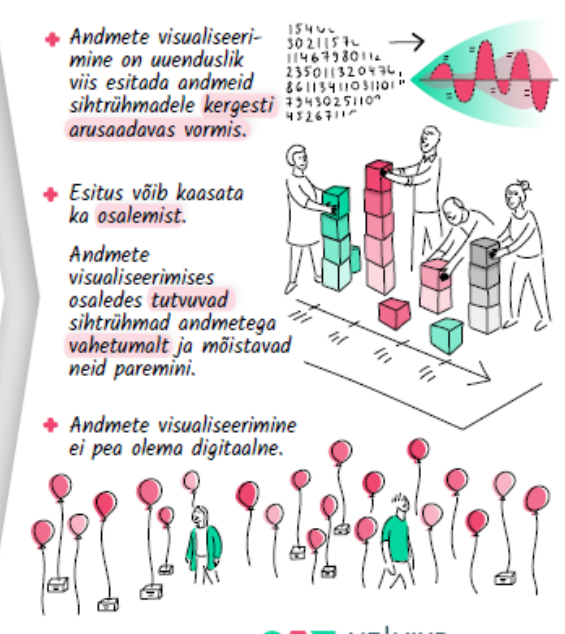 Andmete visualiseeri-
mine on uuenduslik
viis esitada andmeid
sihtrühmadele kergesti
arusaadavas vormis.
Esitus võib kaasata
ka osalemist.
Andmete
visualiseerimises
osaledes tutvuvad
sihtrühmad andmetega
vahetumalt ja mõistavad
neid paremini.
Andmete visualiseerimine
ei pea olema digitaalne.